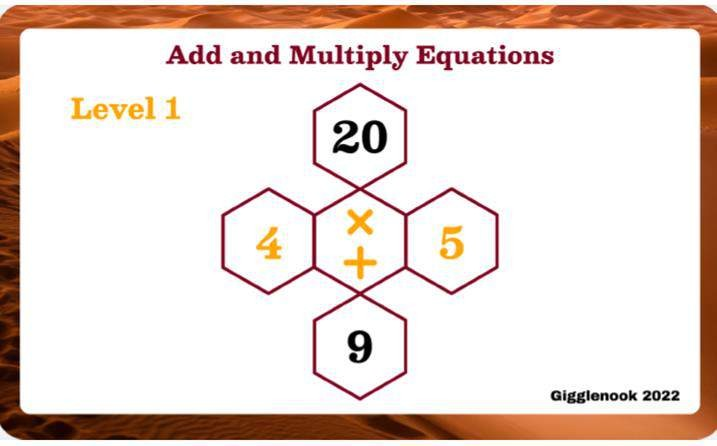 Add and Multiply Equations
Level 1
20
×
4 5
+
9
Gigglenook 2022